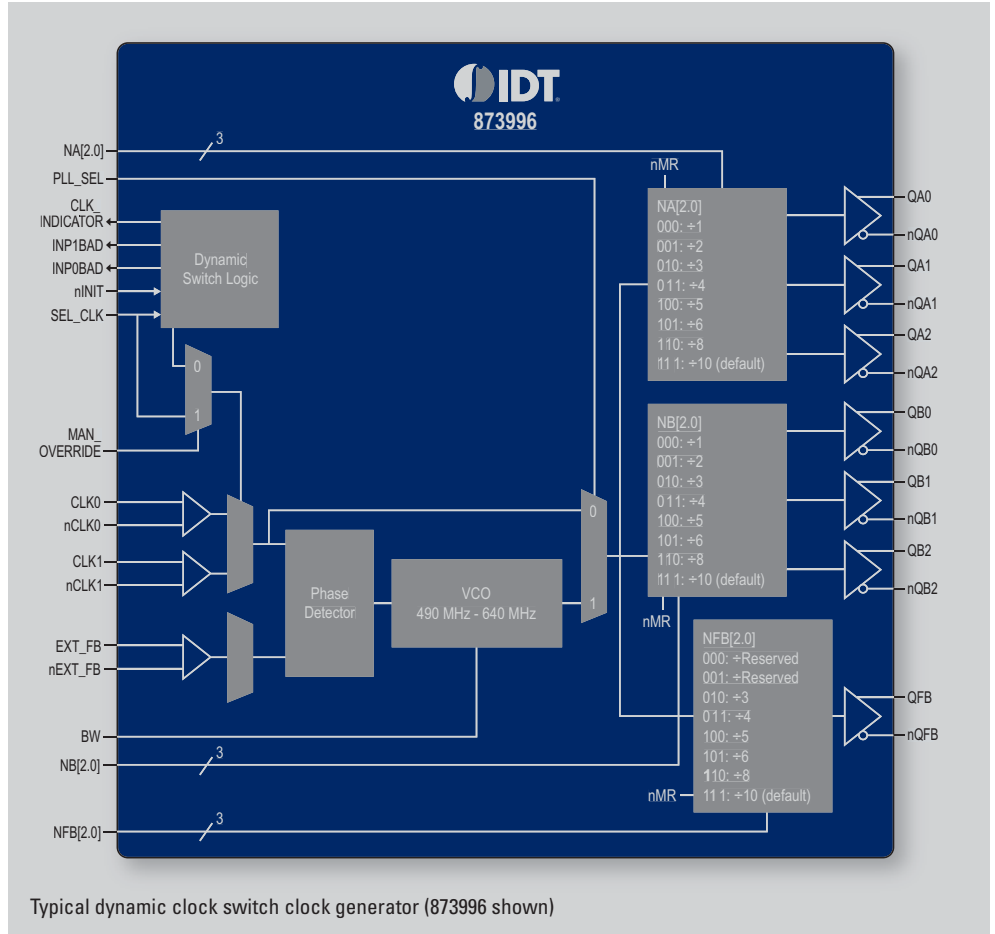 IDT
873996
NA[2.0]
3
PLL_SEL
CLK_
INDICATOR
INP1BAD
INP0BAD
nINIT
SEL_CLK
Dynamic
Switch Logic
0
1
MAN_
OVERRIDE
CLK0
nCLK0
CLK1
nCLK1
EXT_FB
nEXT_FB
BW
NB[2.0]
3
NFB[2.0]
3
Phase
Detector
VCO
490 MHz - 640 MHz
0
1
nMR
NA[2.0]
000: ÷1
001: ÷2
010: ÷3
011: ÷4
100: ÷5
101: ÷6
110: ÷8
111: ÷10 (default)
NB[2.0]
000: ÷1
001: ÷2
010: ÷3
011: ÷4
100: ÷5
101: ÷6
110: ÷8
111: ÷10 (default)
nMR
NFB[2.0]
000: ÷Reserved
001: ÷Reserved
010: ÷3
011: ÷4
100: ÷5
101: ÷6
110: ÷8
111: ÷10 (default)
nMR
QA0
nQA0
QA1
nQA1
QA2
nQA2
QB0
nQB0
QB1
nQB1
QB2
nQB2
QFB
nQFB
Typical dynamic clock switch clock generator (873996 shown)